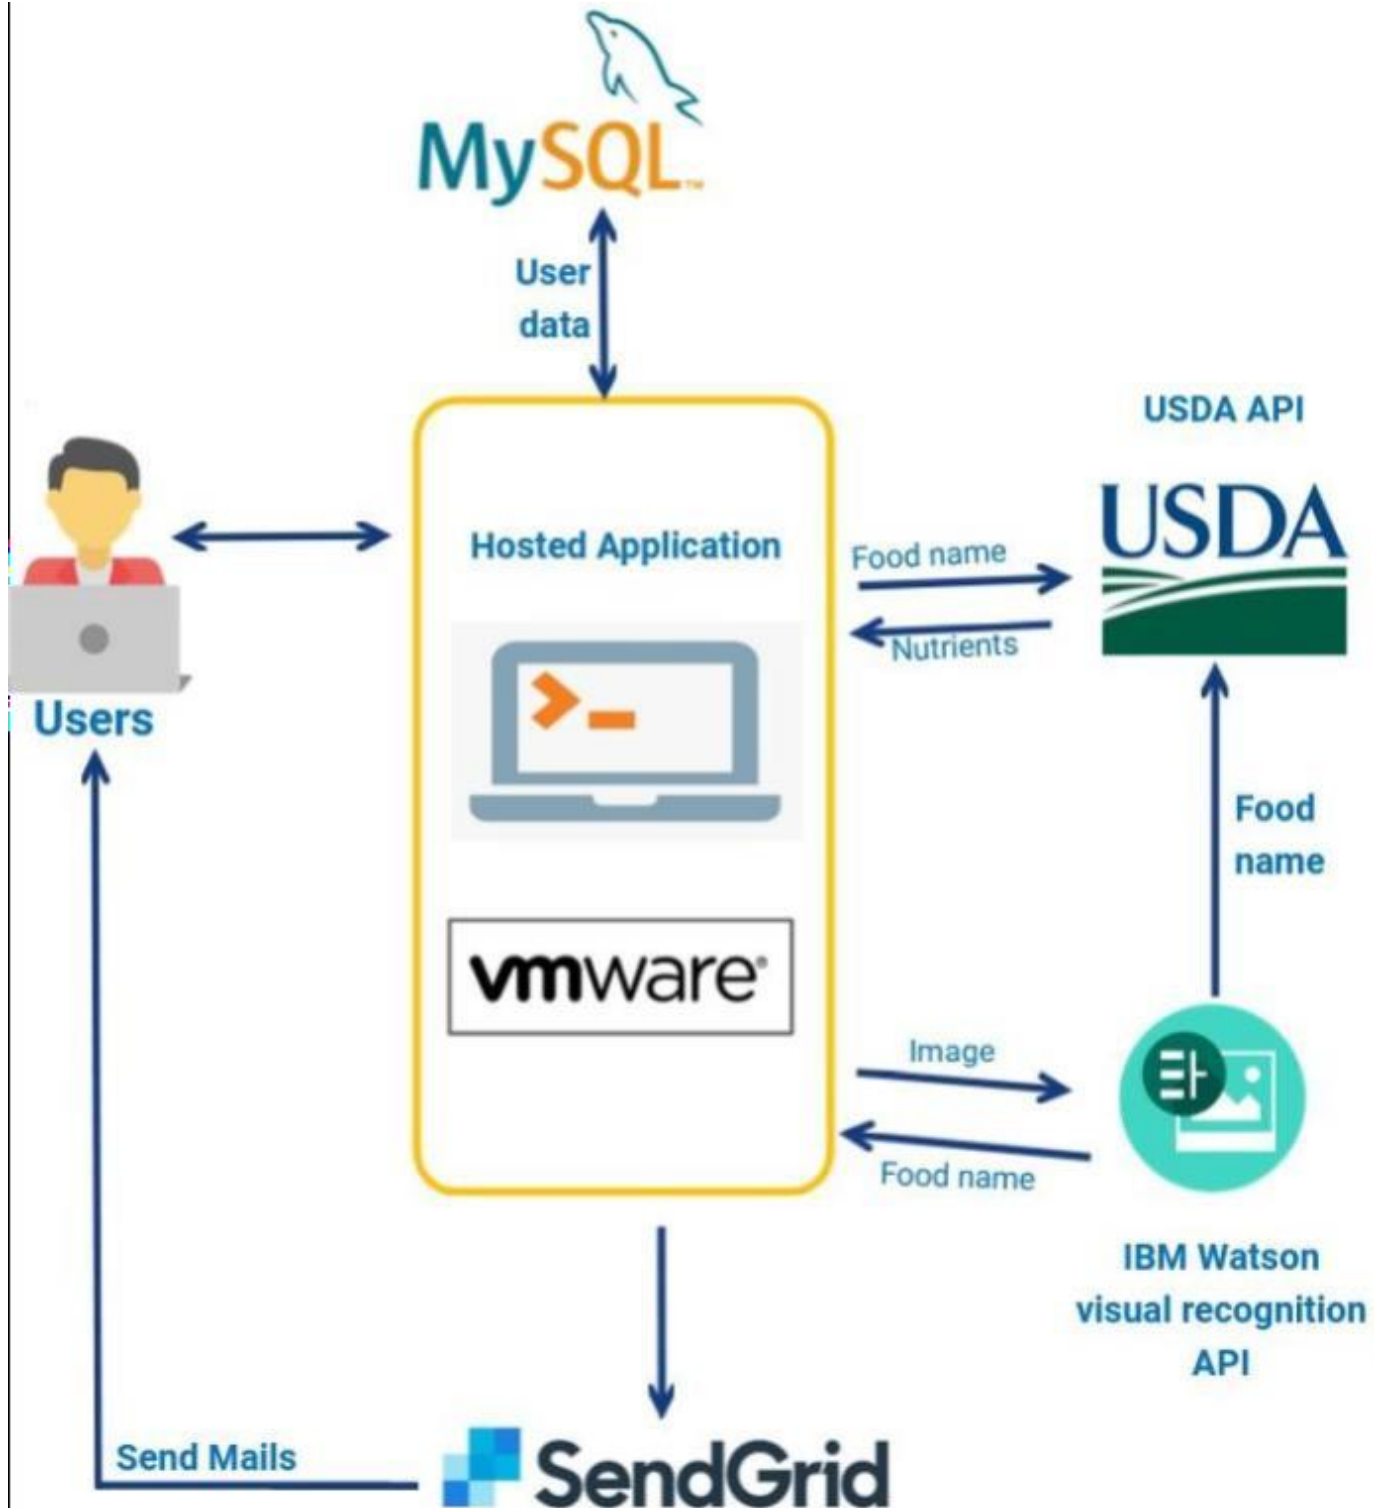 MySQL™
User
data
USDA API
USDA
Hosted Application
Food name
Nutrients
Users
Food
name
vmware®
Image
Food name
IBM Watson
visual recognition
API
Send Mails
SendGrid